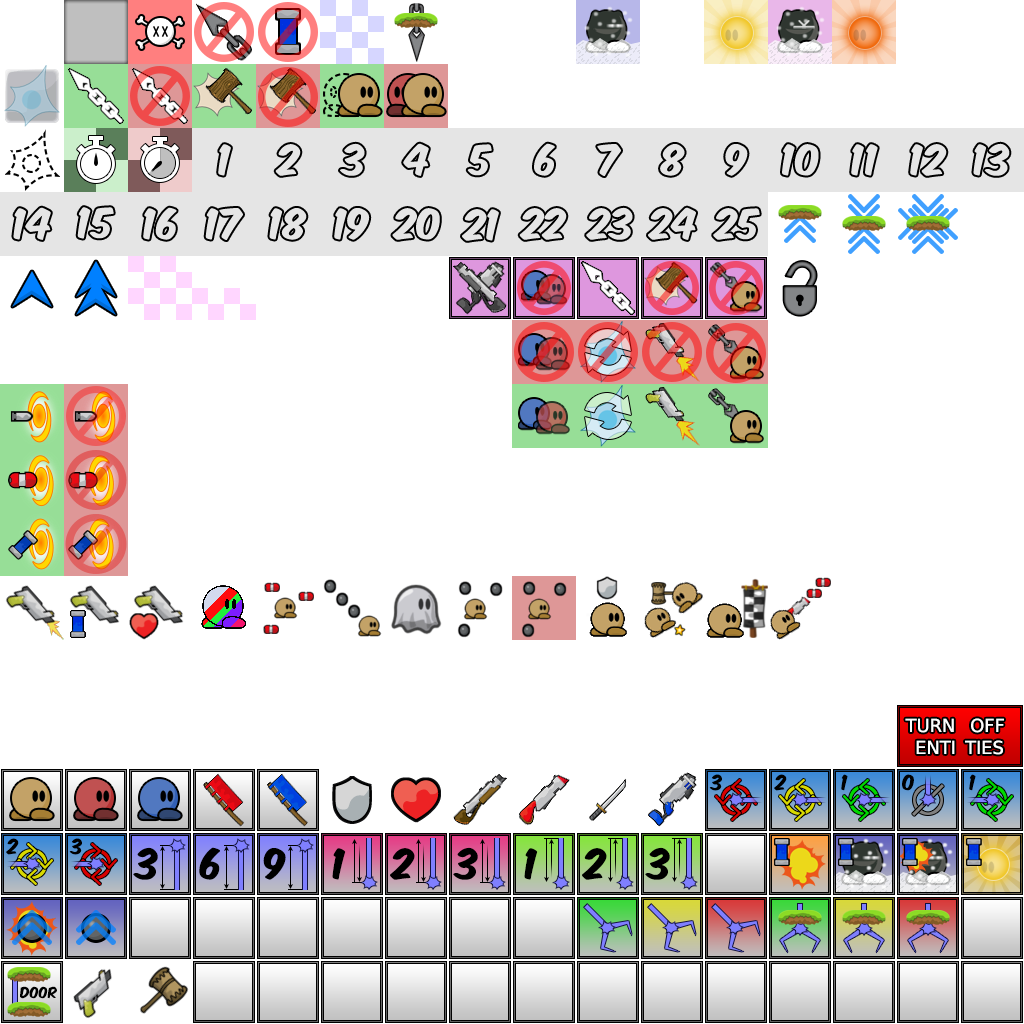 1 2 3 4 5 6 7 8 9 10 11 12 13
14 15 16 17 18 19 20 21 22 23 24 25
TURN OFF
ENTI TIES
3 2 1 0 1
2 3 3 6 9 1 2 3 1 2 3
DOOR